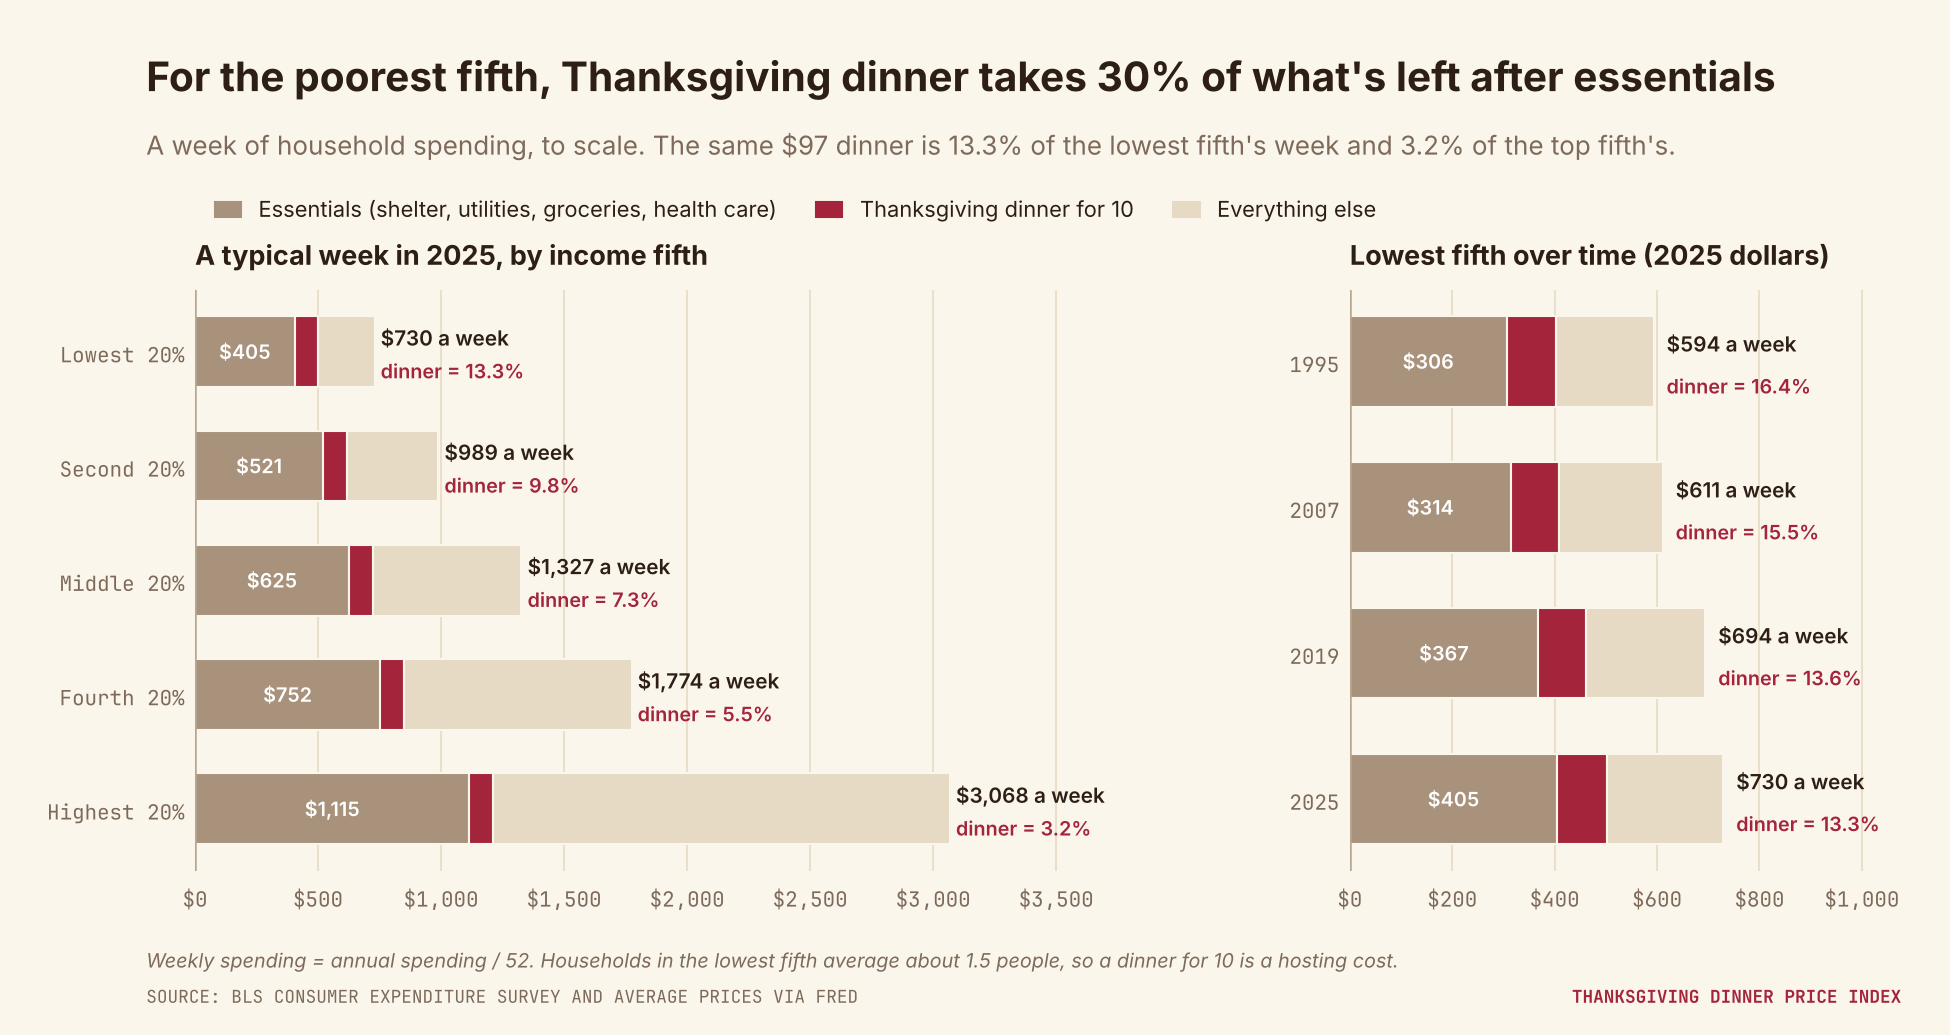 For the poorest fifth, Thanksgiving dinner takes 30% of what's left after essentials
A week of household spending, to scale. The same $97 dinner is 13.3% of the lowest fifth's week and 3.2% of the top fifth's.
Essentials (shelter, utilities, groceries, health care) Thanksgiving dinner for 10 Everything else
A typical week in 2025, by income fifth
Lowest 20% $405 $730 a week
dinner = 13.3%
Second 20% $521 $989 a week
dinner = 9.8%
Middle 20% $625 $1,327 a week
dinner = 7.3%
Fourth 20% $752 $1,774 a week
dinner = 5.5%
Highest 20% $1,115 $3,068 a week
dinner = 3.2%
$0 $500 $1,000 $1,500 $2,000 $2,500 $3,000 $3,500
Lowest fifth over time (2025 dollars)
1995 $306 $594 a week
dinner = 16.4%
2007 $314 $611 a week
dinner = 15.5%
2019 $367 $694 a week
dinner = 13.6%
2025 $405 $730 a week
dinner = 13.3%
$0 $200 $400 $600 $800 $1,000
Weekly spending = annual spending / 52. Households in the lowest fifth average about 1.5 people, so a dinner for 10 is a hosting cost.
SOURCE: BLS CONSUMER EXPENDITURE SURVEY AND AVERAGE PRICES VIA FRED
THANKSGIVING DINNER PRICE INDEX